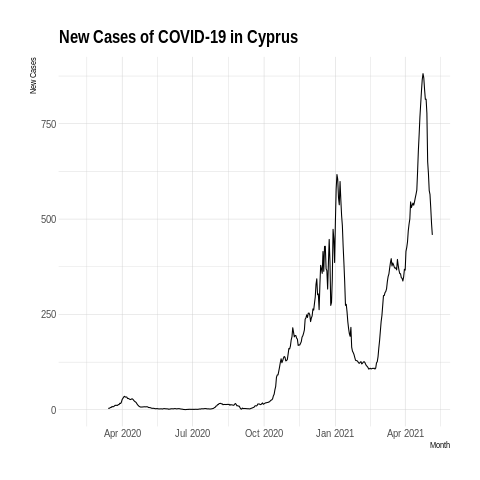 New Cases of COVID-19 in Cyprus
New Cases
750
500
250
0
Apr 2020 Jul 2020 Oct 2020 Jan 2021 Apr 2021
Month